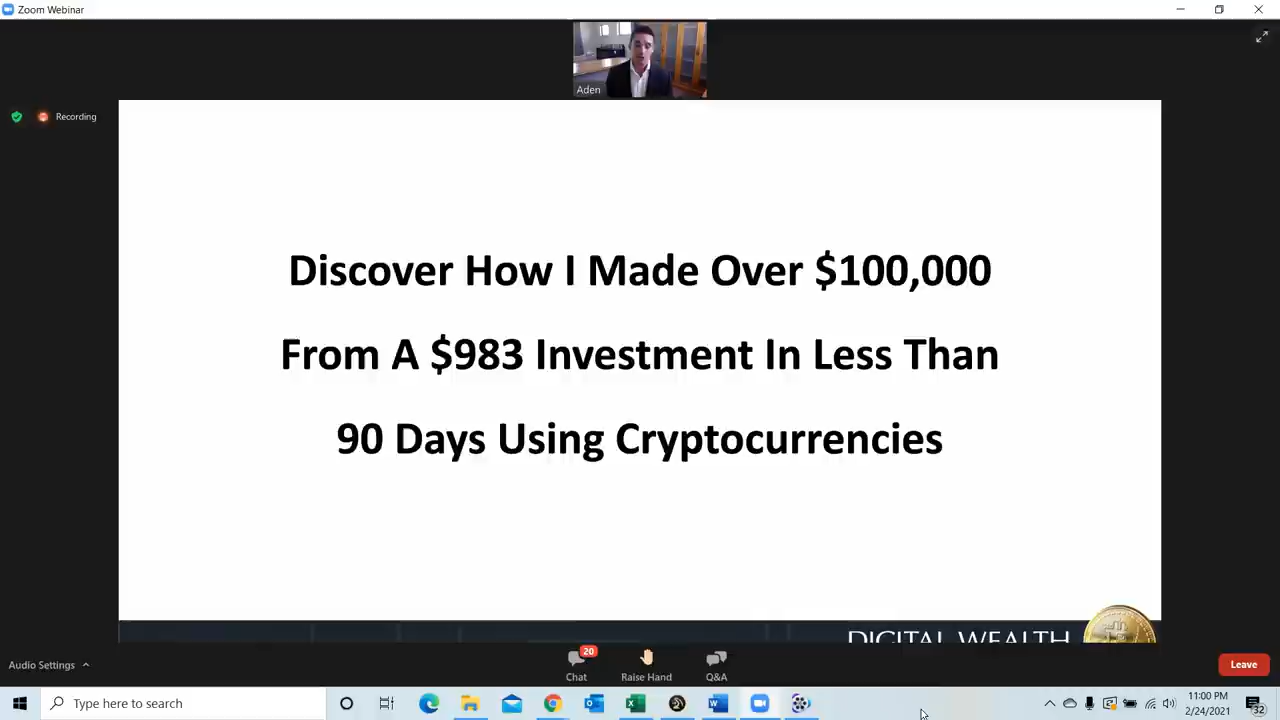 Zoom Webinar
Aden
Recording
Discover How I Made Over $100,000
From A $983 Investment In Less Than
90 Days Using Cryptocurrencies
DIGITAL WEALTH
Audio Settings
20
Chat
Raise Hand
Q&A
Leave
Type here to search
11:00 PM
2/24/2021
32